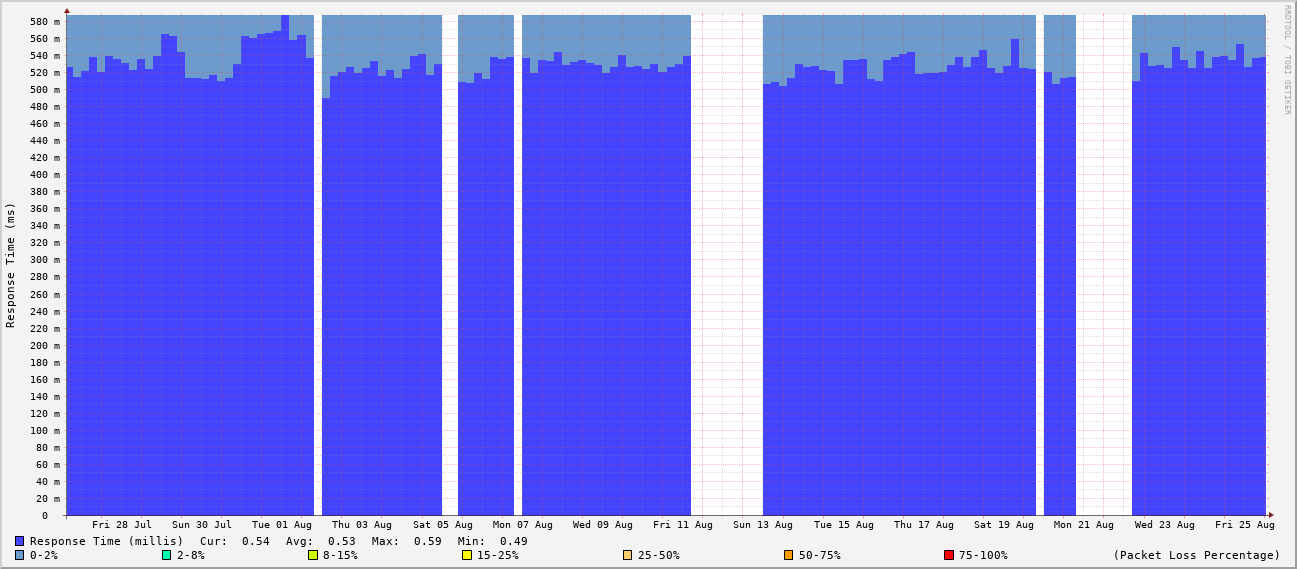 RRDTOOL / TOBI OETIKER
Response Time (ms)
580 m
560 m
540 m
520 m
500 m
480 m
460 m
440 m
420 m
400 m
380 m
360 m
340 m
320 m
300 m
280 m
260 m
240 m
220 m
200 m
180 m
160 m
140 m
120 m
100 m
80 m
60 m
40 m
20 m
0
Fri 28 Jul Sun 30 Jul Tue 01 Aug Thu 03 Aug Sat 05 Aug Mon 07 Aug Wed 09 Aug Fri 11 Aug Sun 13 Aug Tue 15 Aug Thu 17 Aug Sat 19 Aug Mon 21 Aug Wed 23 Aug Fri 25 Aug
Response Time (millis) Cur: 0.54 Avg: 0.53 Max: 0.59 Min: 0.49
0-2% 2-8% 8-15% 15-25% 25-50% 50-75% 75-100% (Packet Loss Percentage)